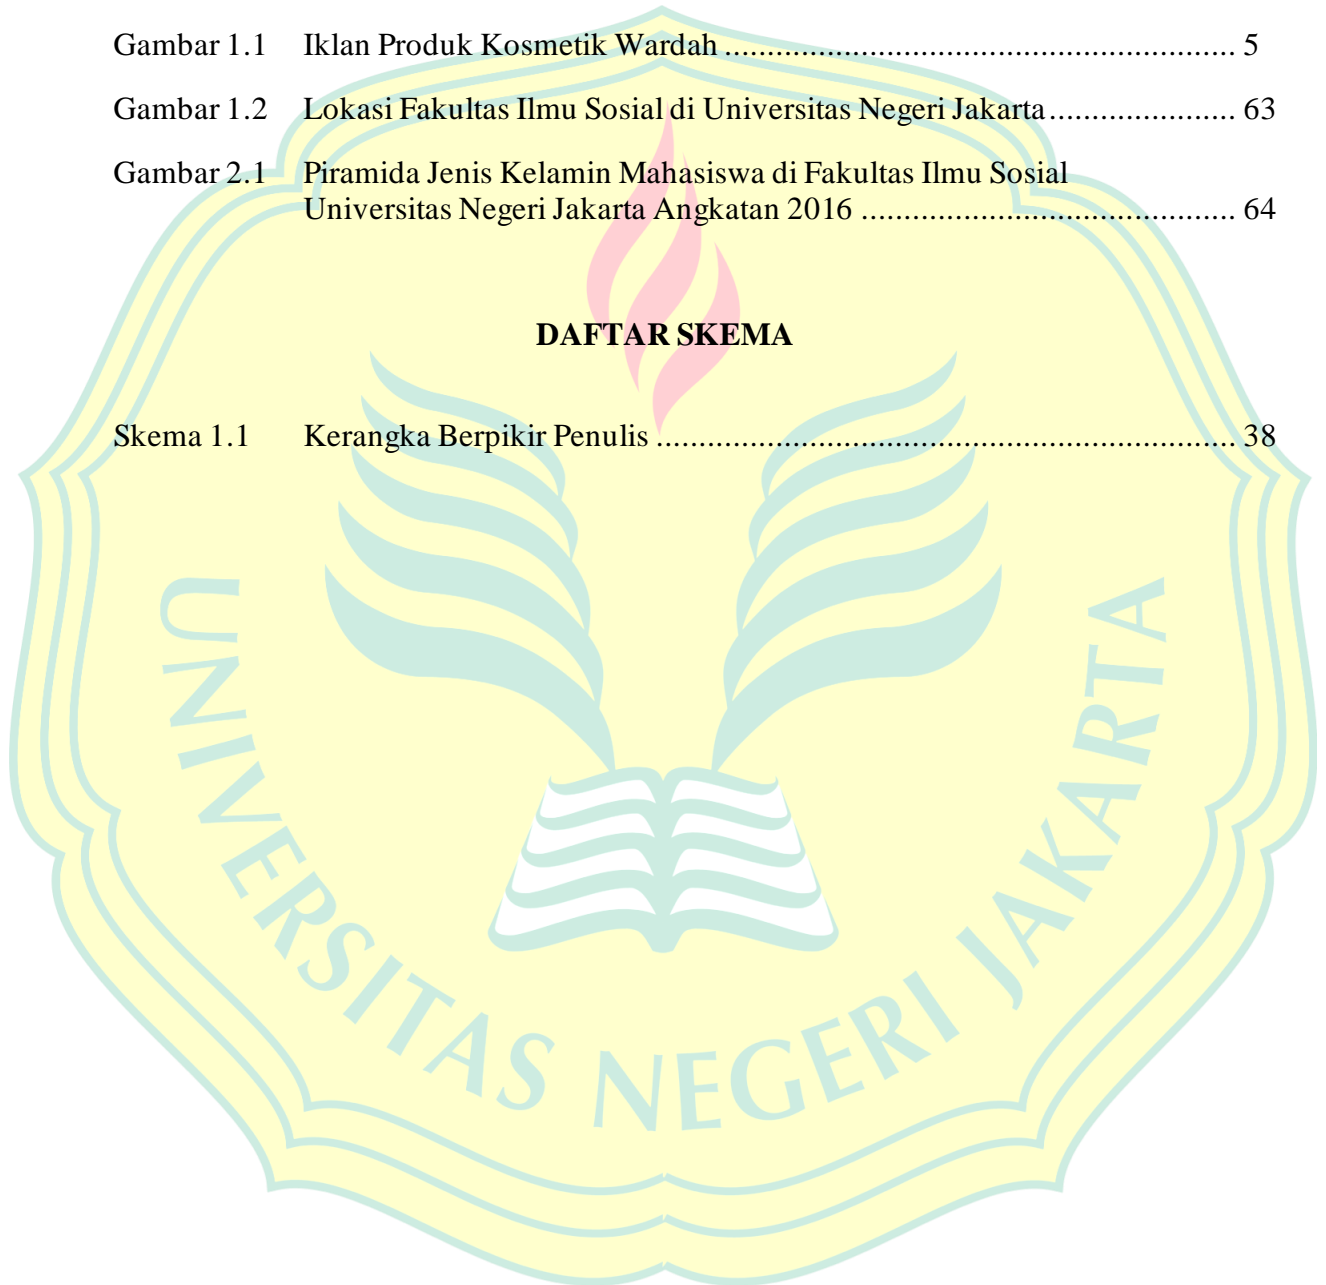 Gambar 1.1 Iklan Produk Kosmetik Wardah ............................................................. 5
Gambar 1.2 Lokasi Fakultas Ilmu Sosial di Universitas Negeri Jakarta ...................... 63
Gambar 2.1 Piramida Jenis Kelamin Mahasiswa di Fakultas Ilmu Sosial
Universitas Negeri Jakarta Angkatan 2016 ............................................ 64
DAFTAR SKEMA
Skema 1.1 Kerangka Berpikir Penulis ..................................................................... 38
UNIVERSITAS NEGERI JAKARTA